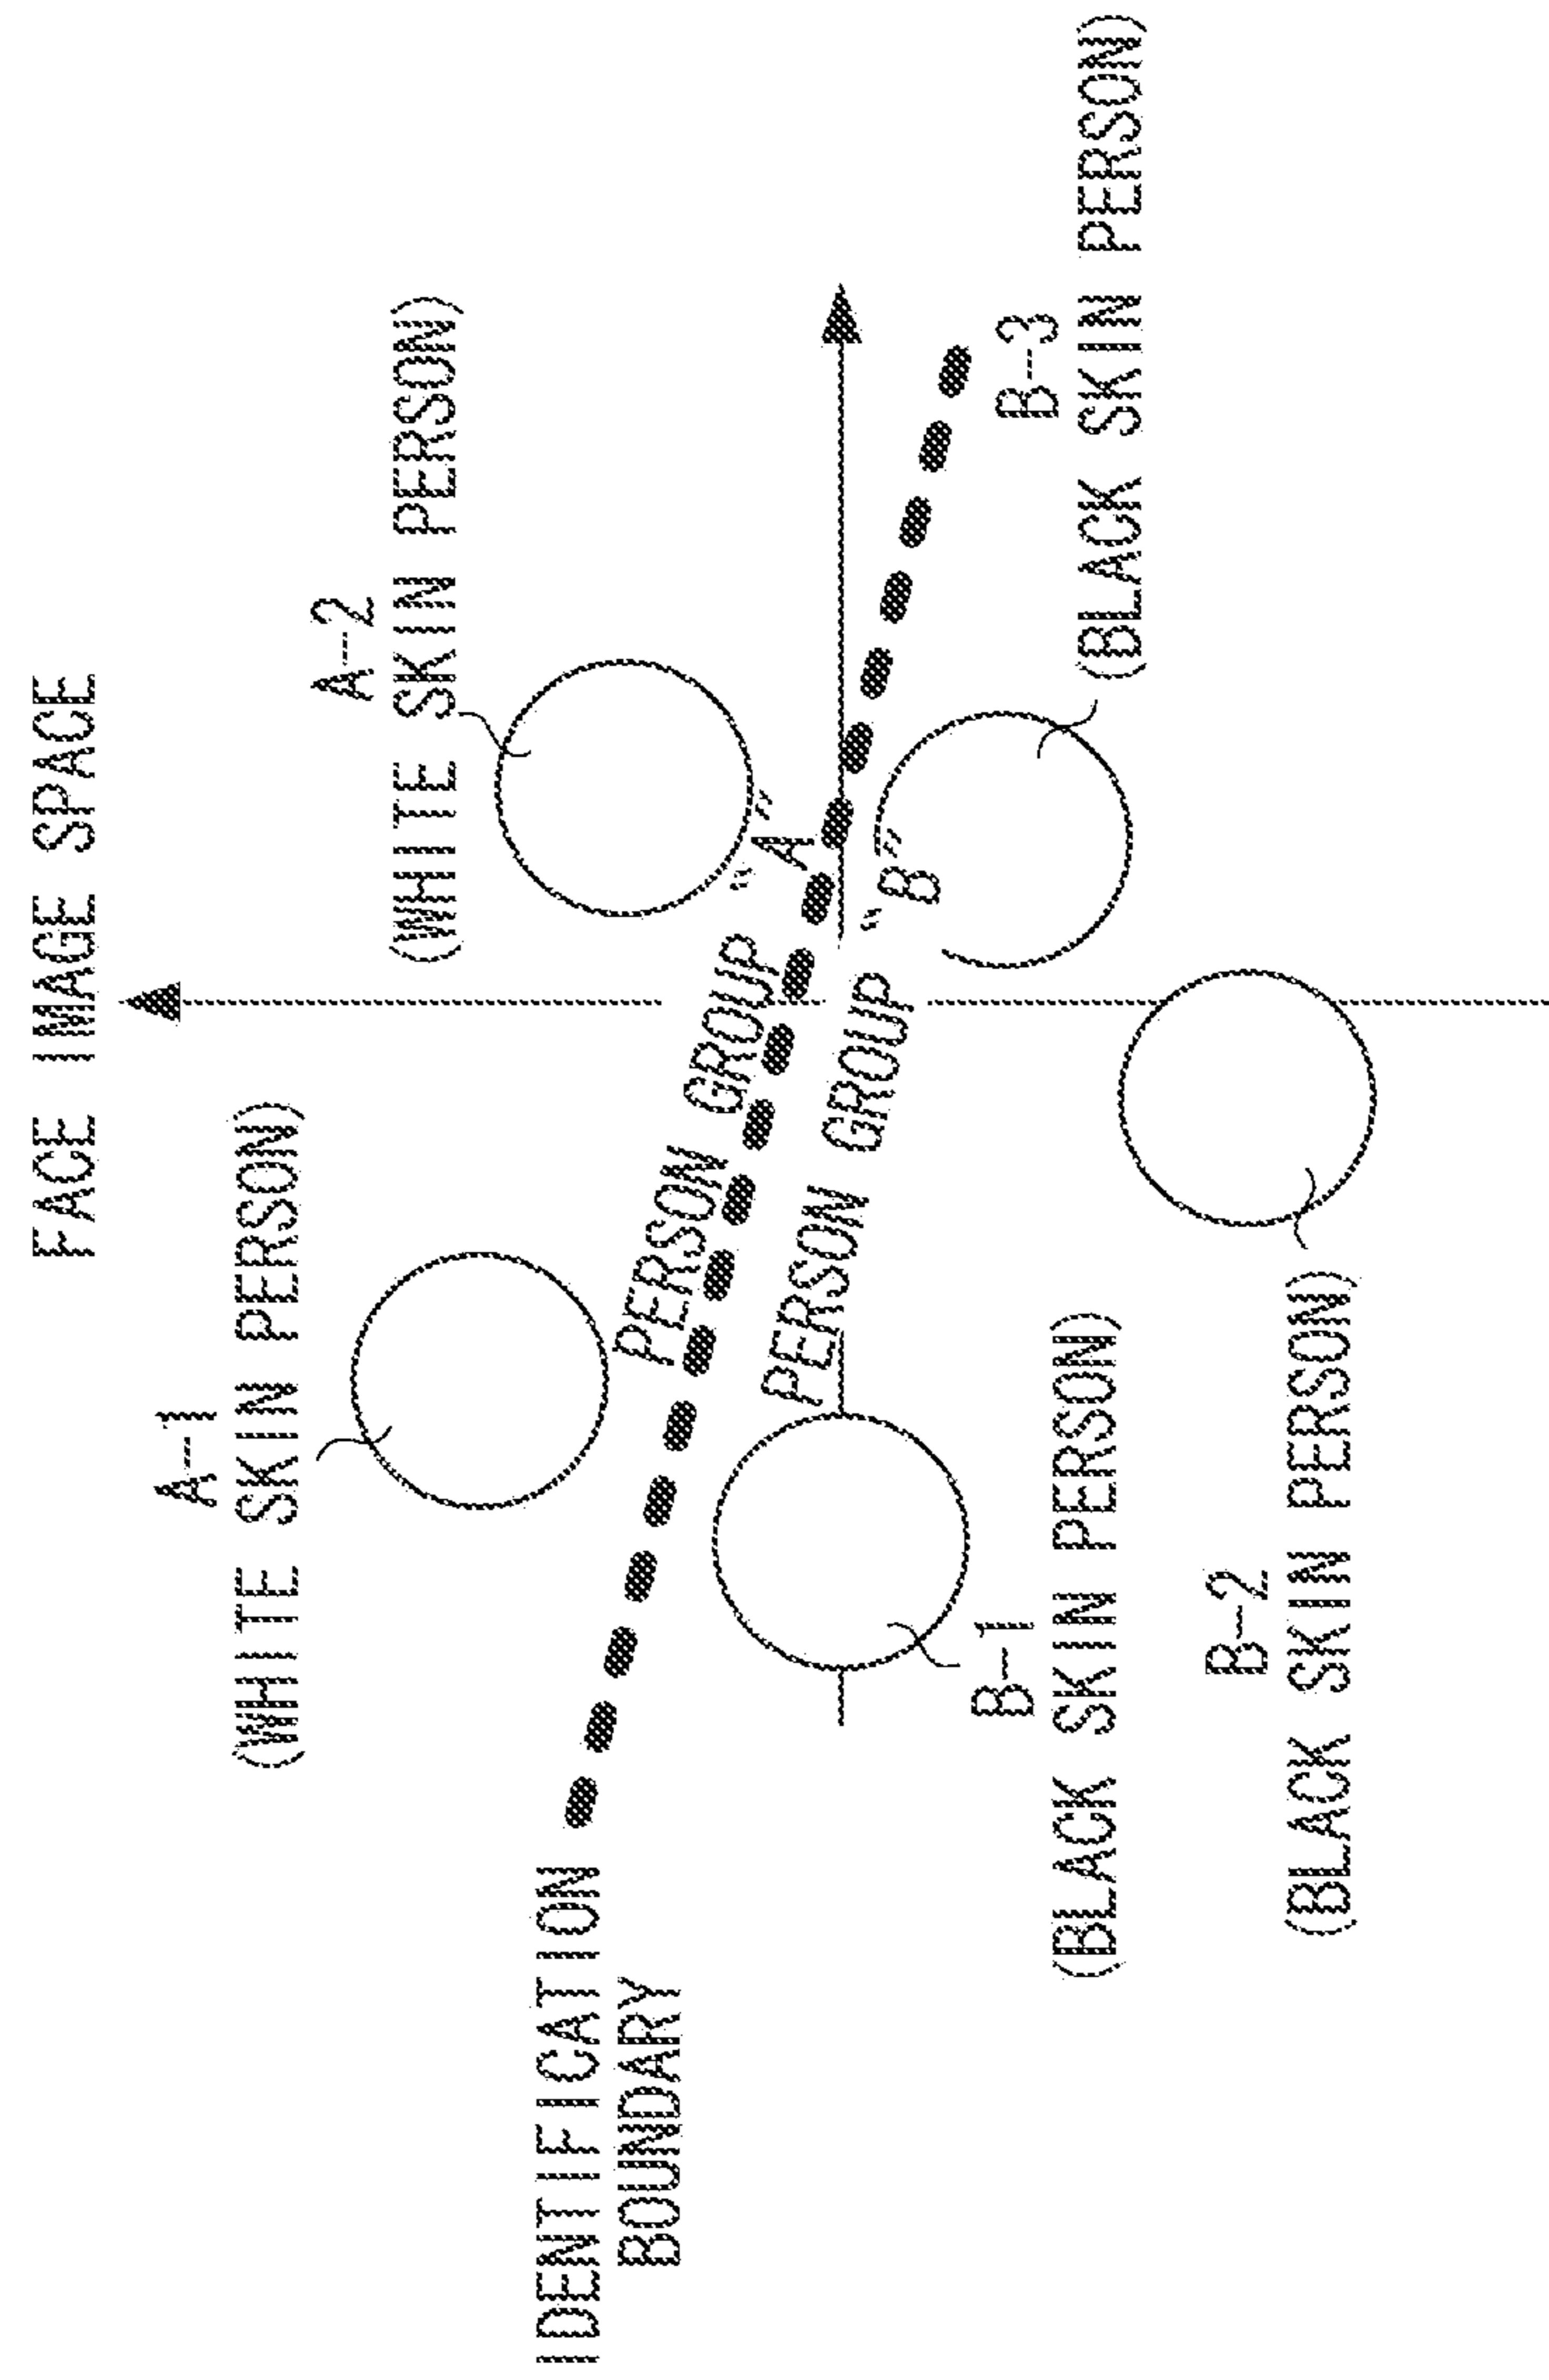 FACE IMAGE SPACE
A-1
(WHITE SKIN PERSON)
A-2
(WHITE SKIN PERSON)
IDENTIFICATION
BOUNDARY
PERSON GROUP "A"
PERSON GROUP "B"
B-1
(BLACK SKIN PERSON)
B-3
(BLACK SKIN PERSON)
B-2
(BLACK SKIN PERSON)